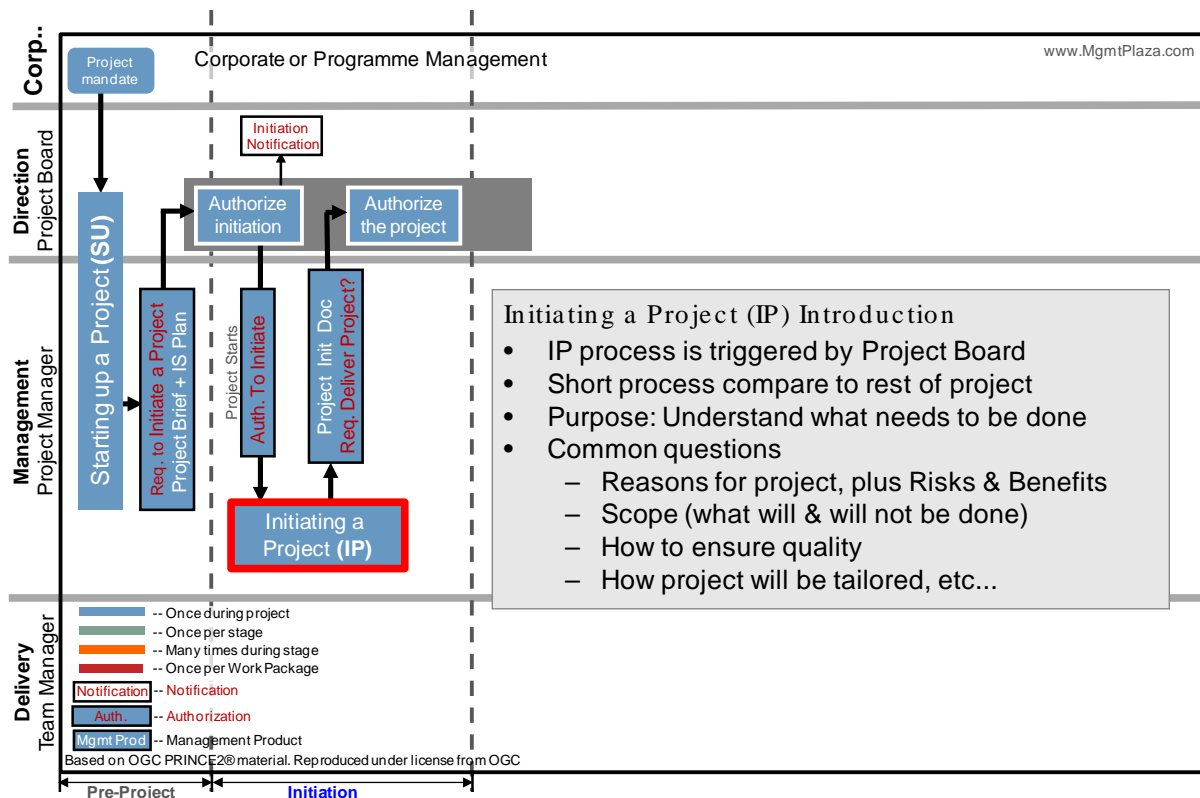 Corp..
Project
mandate
Corporate or Programme Management
www.MgmtPlaza.com
Direction
Project Board
Initiation
Notification
Authorize
initiation
Authorize
the project
Management
Project Manager
Starting up a Project (SU)
Req. to Initiate a Project
Project Brief + IS Plan
Project Starts
Auth. To Initiate
Project Init Doc
Req. Deliver Project?
Initiating a
Project (IP)
Initiating a Project (IP) Introduction
• IP process is triggered by Project Board
• Short process compare to rest of project
• Purpose: Understand what needs to be done
• Common questions
– Reasons for project, plus Risks & Benefits
– Scope (what will & will not be done)
– How to ensure quality
– How project will be tailored, etc...
Delivery
Team Manager
-- Once during project
-- Once per stage
-- Many times during stage
-- Once per Work Package
Notification -- Notification
Auth. -- Authorization
Mgmt Prod -- Management Product
Based on OGC PRINCE2® material. Reproduced under license from OGC
Pre-Project
Initiation